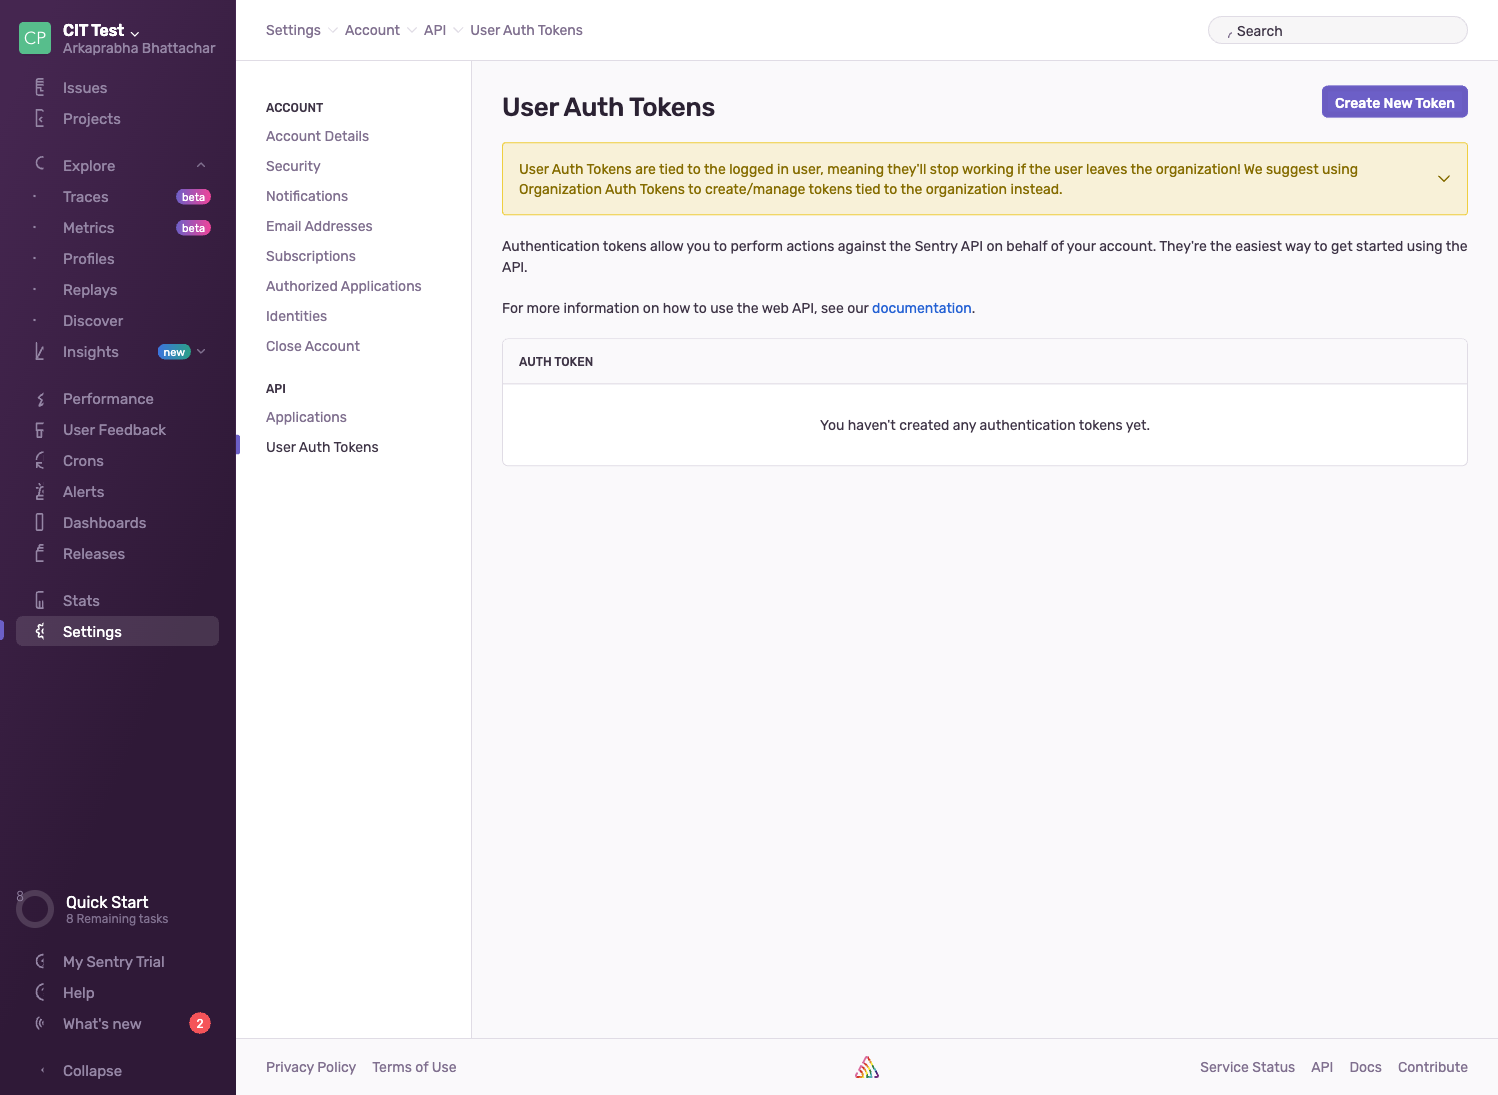 CP
CIT Test
Arkaprabha Bhattachar
Issues
Projects
Explore
Traces
beta
Metrics
beta
Profiles
Replays
Discover
Insights
new
Performance
User Feedback
Crons
Alerts
Dashboards
Releases
Stats
Settings
8
Quick Start
8 Remaining tasks
My Sentry Trial
Help
What's new
2
Collapse
Settings
Account
API
User Auth Tokens
Search
ACCOUNT
Account Details
Security
Notifications
Email Addresses
Subscriptions
Authorized Applications
Identities
Close Account
API
Applications
User Auth Tokens
User Auth Tokens
Create New Token
User Auth Tokens are tied to the logged in user, meaning they'll stop working if the user leaves the organization! We suggest using
Organization Auth Tokens to create/manage tokens tied to the organization instead.
Authentication tokens allow you to perform actions against the Sentry API on behalf of your account. They're the easiest way to get started using the
API.
For more information on how to use the web API, see our documentation.
AUTH TOKEN
You haven't created any authentication tokens yet.
Privacy Policy
Terms of Use
Service Status
API
Docs
Contribute